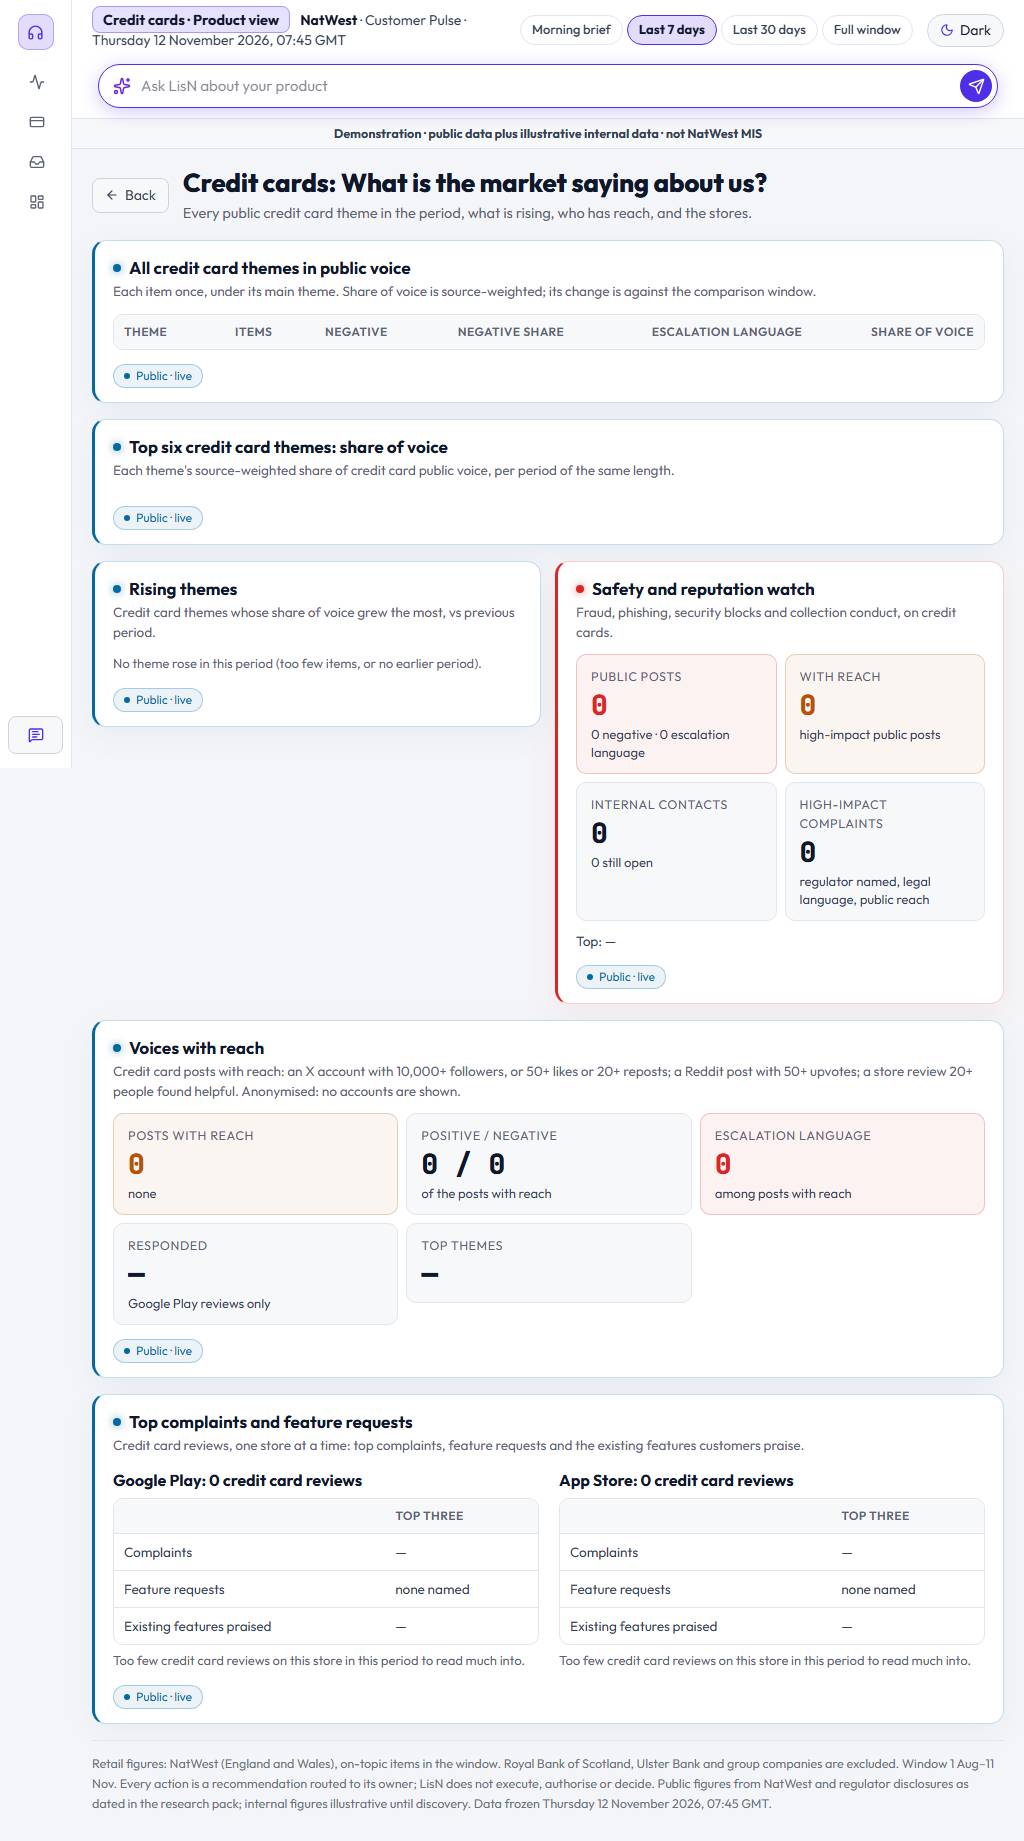 Credit cards · Product view NatWest · Customer Pulse ·
Thursday 12 November 2026, 07:45 GMT
Morning brief Last 7 days Last 30 days Full window Dark
Ask LisN about your product
Demonstration · public data plus illustrative internal data · not NatWest MIS
Back
Credit cards: What is the market saying about us?
Every public credit card theme in the period, what is rising, who has reach, and the stores.
All credit card themes in public voice
Each item once, under its main theme. Share of voice is source-weighted; its change is against the comparison window.
THEME ITEMS NEGATIVE NEGATIVE SHARE ESCALATION LANGUAGE SHARE OF VOICE
Public · live
Top six credit card themes: share of voice
Each theme's source-weighted share of credit card public voice, per period of the same length.
Public · live
Rising themes
Credit card themes whose share of voice grew the most, vs previous
period.
No theme rose in this period (too few items, or no earlier period).
Public · live
Safety and reputation watch
Fraud, phishing, security blocks and collection conduct, on credit
cards.
PUBLIC POSTS
0
0 negative · 0 escalation
language
WITH REACH
0
high-impact public posts
INTERNAL CONTACTS
0
0 still open
HIGH-IMPACT
COMPLAINTS
0
regulator named, legal
language, public reach
Top: —
Public · live
Voices with reach
Credit card posts with reach: an X account with 10,000+ followers, or 50+ likes or 20+ reposts; a Reddit post with 50+ upvotes; a store review 20+
people found helpful. Anonymised: no accounts are shown.
POSTS WITH REACH
0
none
POSITIVE / NEGATIVE
0 / 0
of the posts with reach
ESCALATION LANGUAGE
0
among posts with reach
RESPONDED
—
Google Play reviews only
TOP THEMES
—
Public · live
Top complaints and feature requests
Credit card reviews, one store at a time: top complaints, feature requests and the existing features customers praise.
Google Play: 0 credit card reviews
TOP THREE
Complaints —
Feature requests none named
Existing features praised —
Too few credit card reviews on this store in this period to read much into.
App Store: 0 credit card reviews
TOP THREE
Complaints —
Feature requests none named
Existing features praised —
Too few credit card reviews on this store in this period to read much into.
Public · live
Retail figures: NatWest (England and Wales), on-topic items in the window. Royal Bank of Scotland, Ulster Bank and group companies are excluded. Window 1 Aug–11
Nov. Every action is a recommendation routed to its owner; LisN does not execute, authorise or decide. Public figures from NatWest and regulator disclosures as
dated in the research pack; internal figures illustrative until discovery. Data frozen Thursday 12 November 2026, 07:45 GMT.